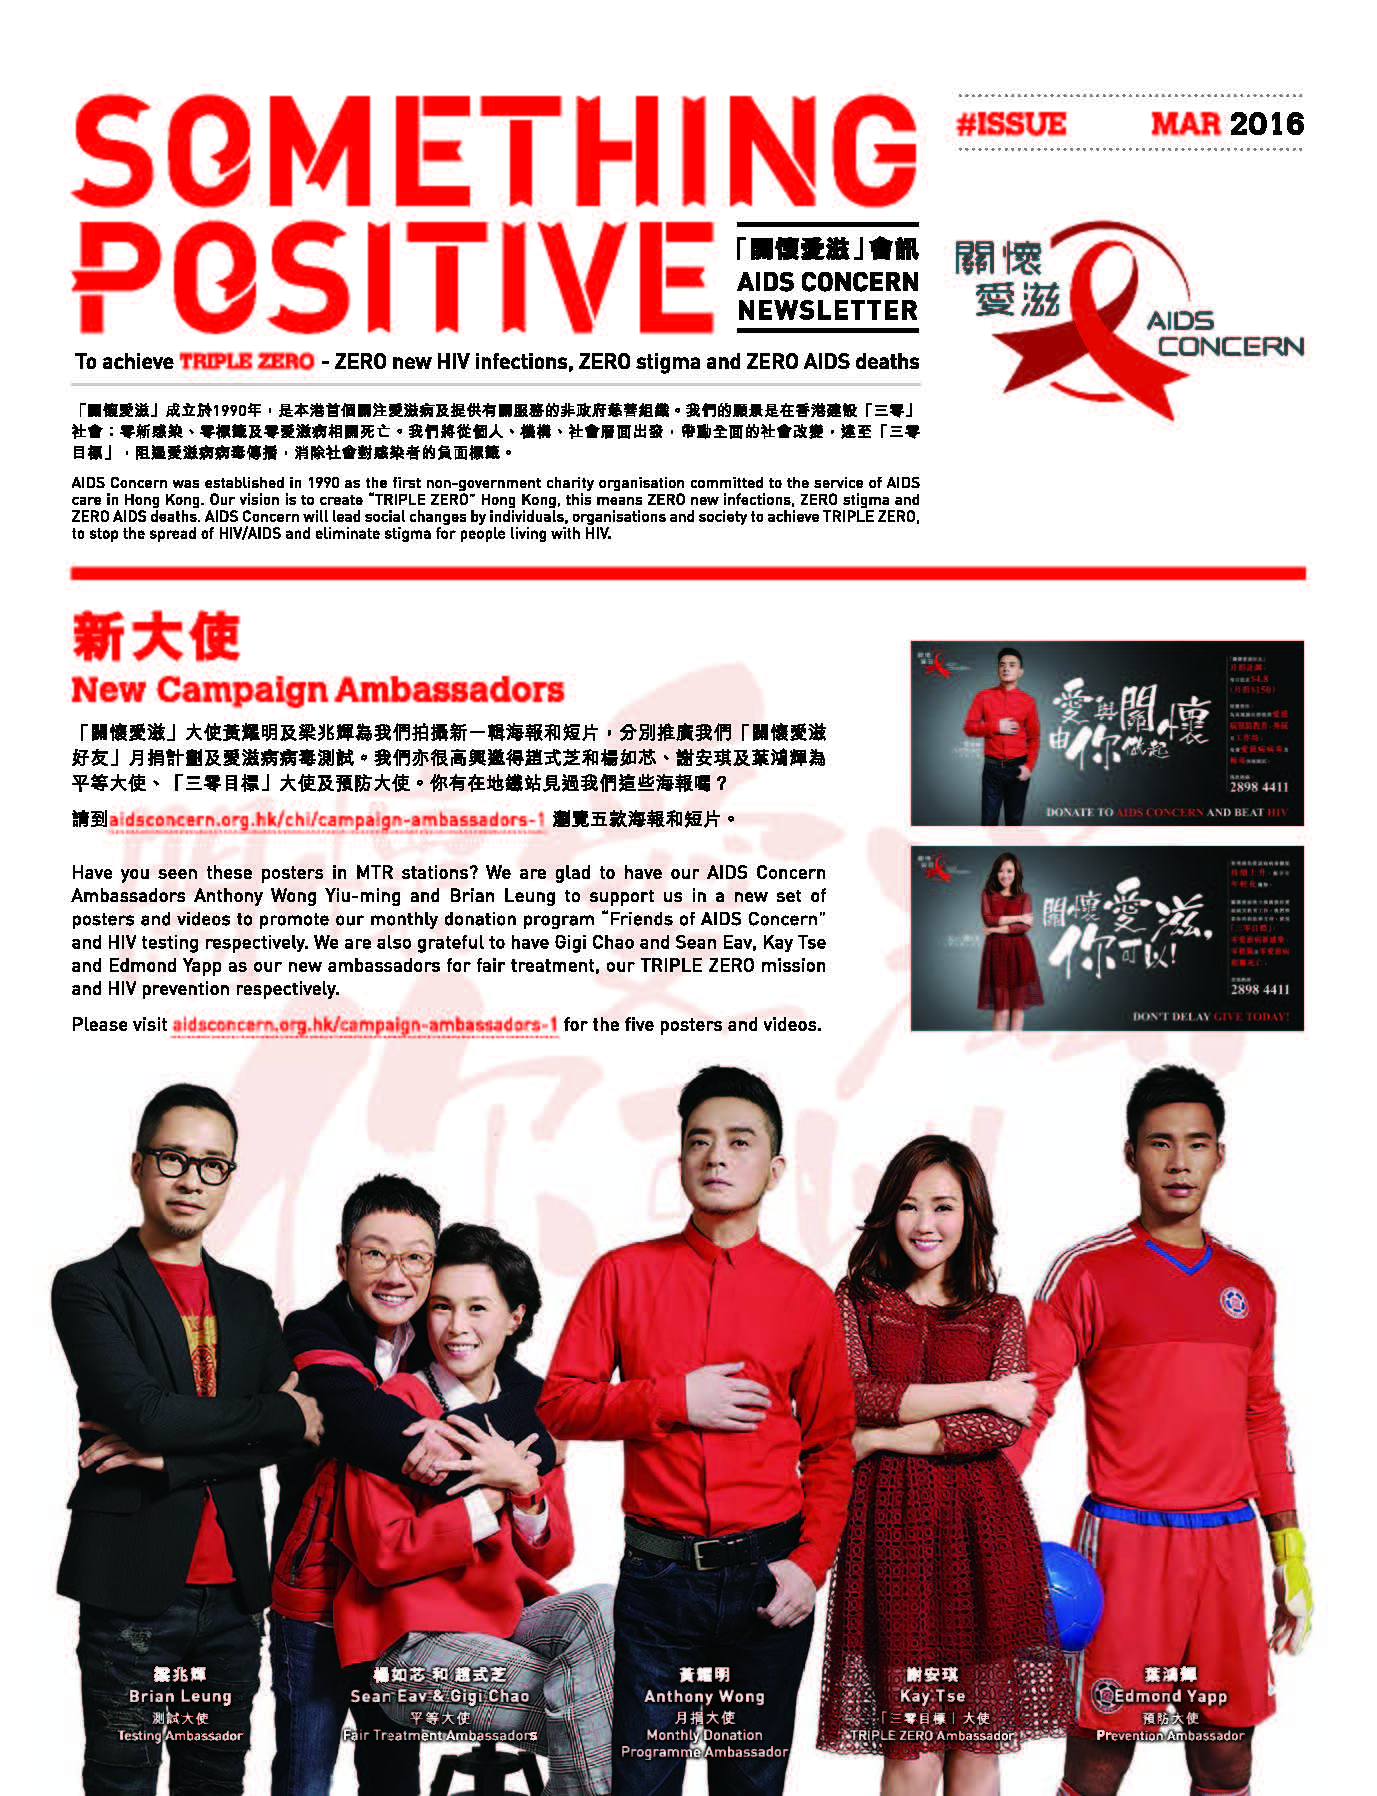 SOMETHING
POSITIVE
「關懷愛滋」會訊
AIDS CONCERN
NEWSLETTER
#ISSUE MAR 2016
關懷
愛滋
AIDS
CONCERN
To achieve TRIPLE ZERO - ZERO new HIV infections, ZERO stigma and ZERO AIDS deaths
「關懷愛滋」成立於1990年，是本港首個關注愛滋病及提供有關服務的非政府慈善組織。我們的願景是在香港建設「三零」
社會：零新感染、零標籤及零愛滋病相關死亡。我們將從個人、機構、社會層面出發，帶動全面的社會改變，達至「三零
目標」，阻遏愛滋病病毒傳播，消除社會對感染者的負面標籤。
AIDS Concern was established in 1990 as the first non-government charity organisation committed to the service of AIDS
care in Hong Kong. Our vision is to create “TRIPLE ZERO” Hong Kong, this means ZERO new infections, ZERO stigma and
ZERO AIDS deaths. AIDS Concern will lead social changes by individuals, organisations and society to achieve TRIPLE ZERO,
to stop the spread of HIV/AIDS and eliminate stigma for people living with HIV.
新大使
New Campaign Ambassadors
「關懷愛滋」大使黃耀明及梁兆輝為我們拍攝新一輯海報和短片，分別推廣我們「關懷愛滋
好友」月捐計劃及愛滋病病毒測試。我們亦很高興邀得趙式芝和楊如芯、謝安琪及葉鴻輝為
平等大使、「三零目標」大使及預防大使。你有在地鐵站見過我們這些海報嗎？
請到aidsconcern.org.hk/chi/campaign-ambassadors-1 瀏覽五款海報和短片。
Have you seen these posters in MTR stations? We are glad to have our AIDS Concern
Ambassadors Anthony Wong Yiu-ming and Brian Leung to support us in a new set of
posters and videos to promote our monthly donation program “Friends of AIDS Concern”
and HIV testing respectively. We are also grateful to have Gigi Chao and Sean Eav, Kay Tse
and Edmond Yapp as our new ambassadors for fair treatment, our TRIPLE ZERO mission
and HIV prevention respectively.
Please visit aidsconcern.org.hk/campaign-ambassadors-1 for the five posters and videos.
愛與關懷
由你做起
2898 4411
DONATE TO AIDS CONCERN AND BEAT HIV
關懷愛滋,
你可以!
2898 4411
DON'T DELAY GIVE TODAY!
梁兆輝
Brian Leung
測試大使
Testing Ambassador
楊如芯 和 趙式芝
Sean Eav & Gigi Chao
平等大使
Fair Treatment Ambassadors
黃耀明
Anthony Wong
月捐大使
Monthly Donation
Programme Ambassador
謝安琪
Kay Tse
「三零目標」大使
TRIPLE ZERO Ambassador
葉鴻輝
Edmond Yapp
預防大使
Prevention Ambassador